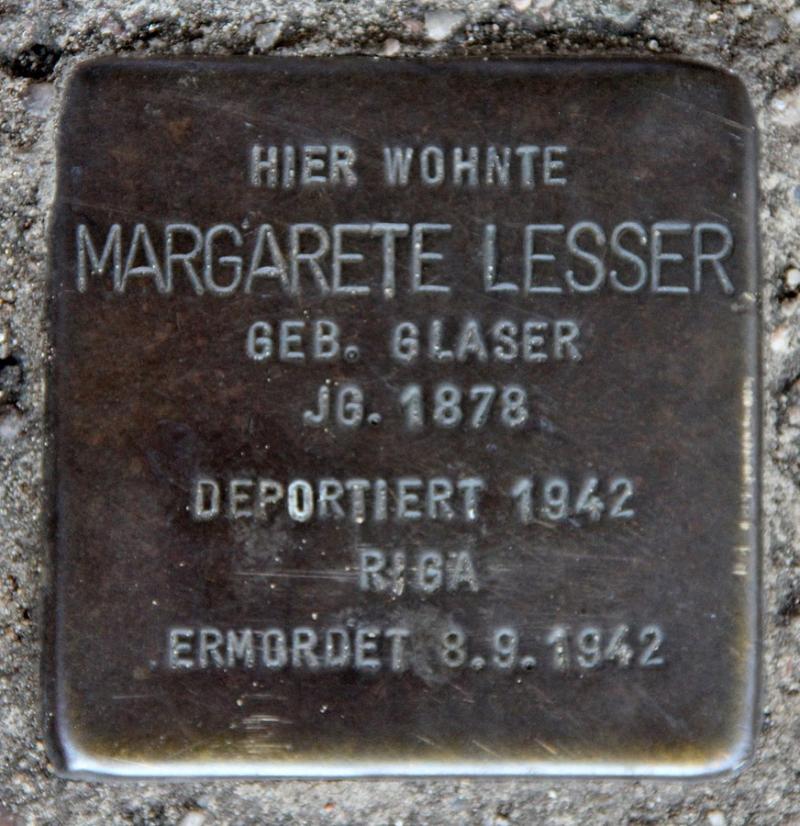 HIER WOHNTE
MARGARETE LESSER
GEB. GLASER
JG. 1878
DEPORTIERT 1942
RIGA
ERMORDET 8.9.1942